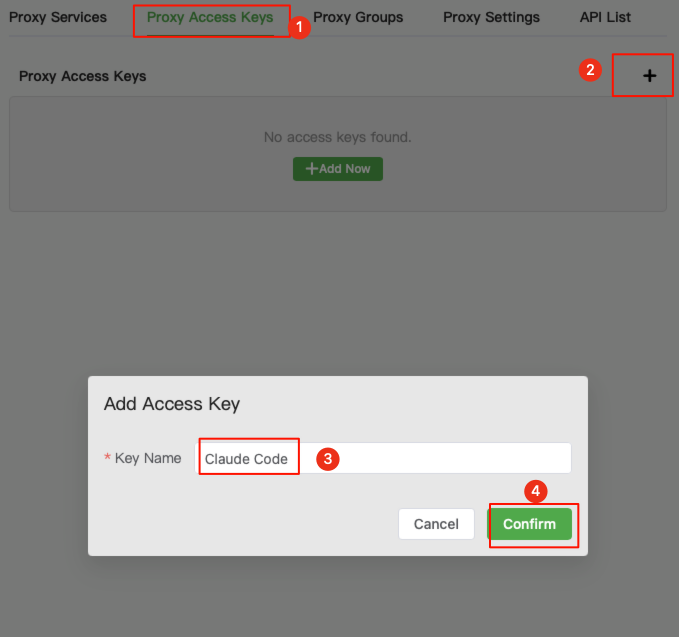 Proxy Services Proxy Access Keys Proxy Groups Proxy Settings API List
1
2
Proxy Access Keys +
No access keys found.
+Add Now
Add Access Key
* Key Name Claude Code 3
4
Cancel Confirm